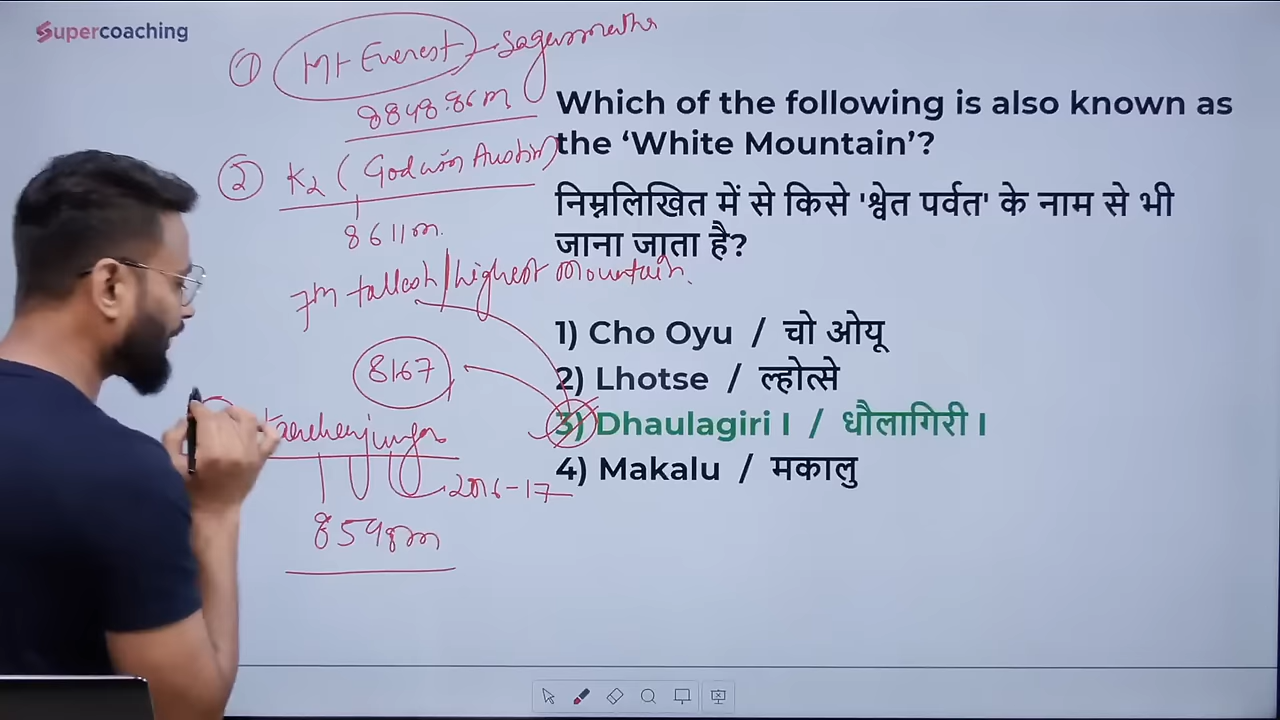 Supercoaching
① Mt Everest - Sagarmatha
8848.86m
② K2 (Godwin Austin)
8611m.
7th tallest/highest Mountain.
8167
Kanchenjunga
2016-17
8598m
Which of the following is also known as
the ‘White Mountain’?
निम्नलिखित में से किसे 'श्वेत पर्वत' के नाम से भी
जाना जाता है?
1) Cho Oyu / चो ओयू
2) Lhotse / ल्होत्से
3) Dhaulagiri I / धौलागिरी I
4) Makalu / मकालु